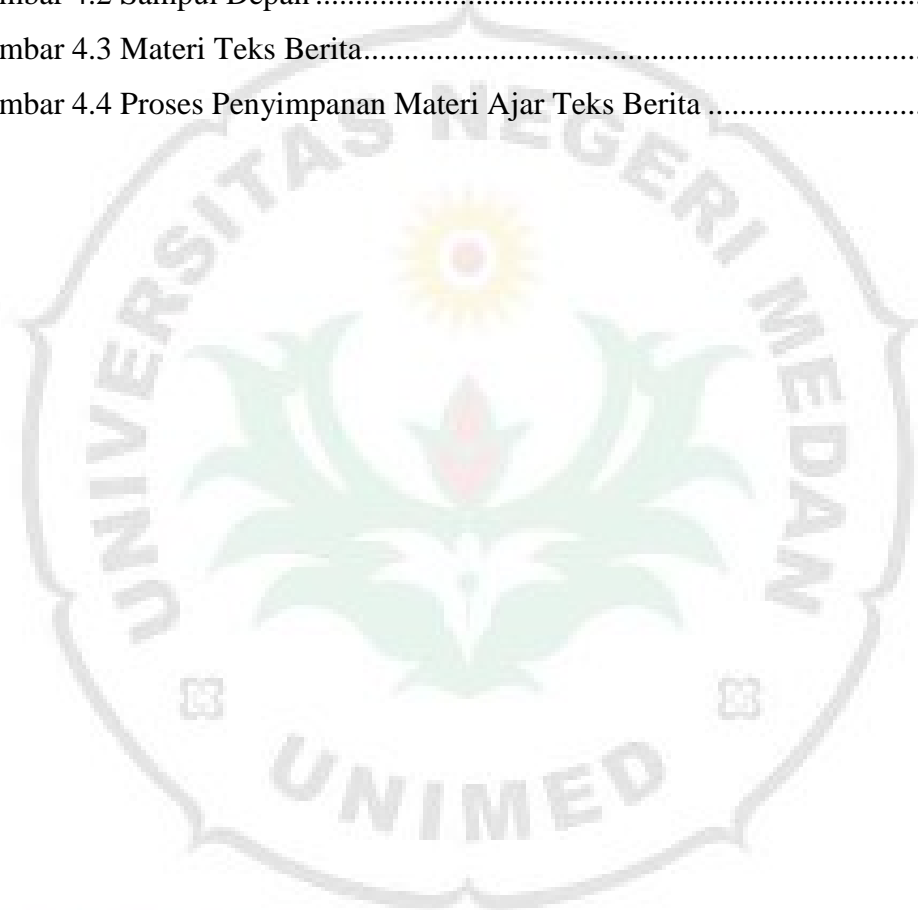 mbar 4.2 Sampul Depan
mbar 4.3 Materi Teks Berita
mbar 4.4 Proses Penyimpanan Materi Ajar Teks Berita
UNIVERSITAS NEGERI MEDAN
UNIMED